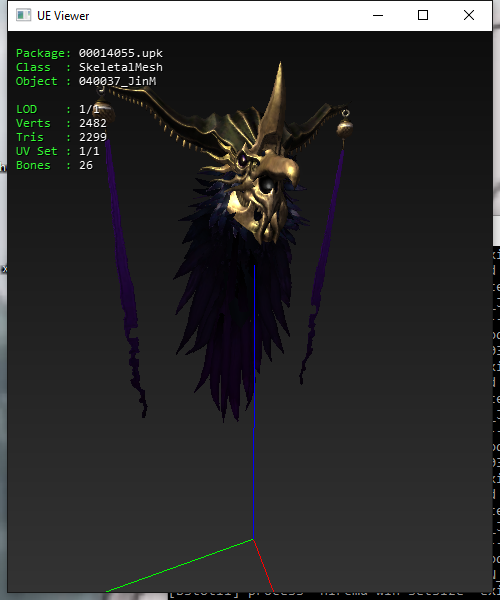 UE Viewer
Package: 00014055.upk
Class : SkeletalMesh
Object : 040037_JinM
LOD : 1/1
Verts : 2482
Tris : 2299
UV Set : 1/1
Bones : 26